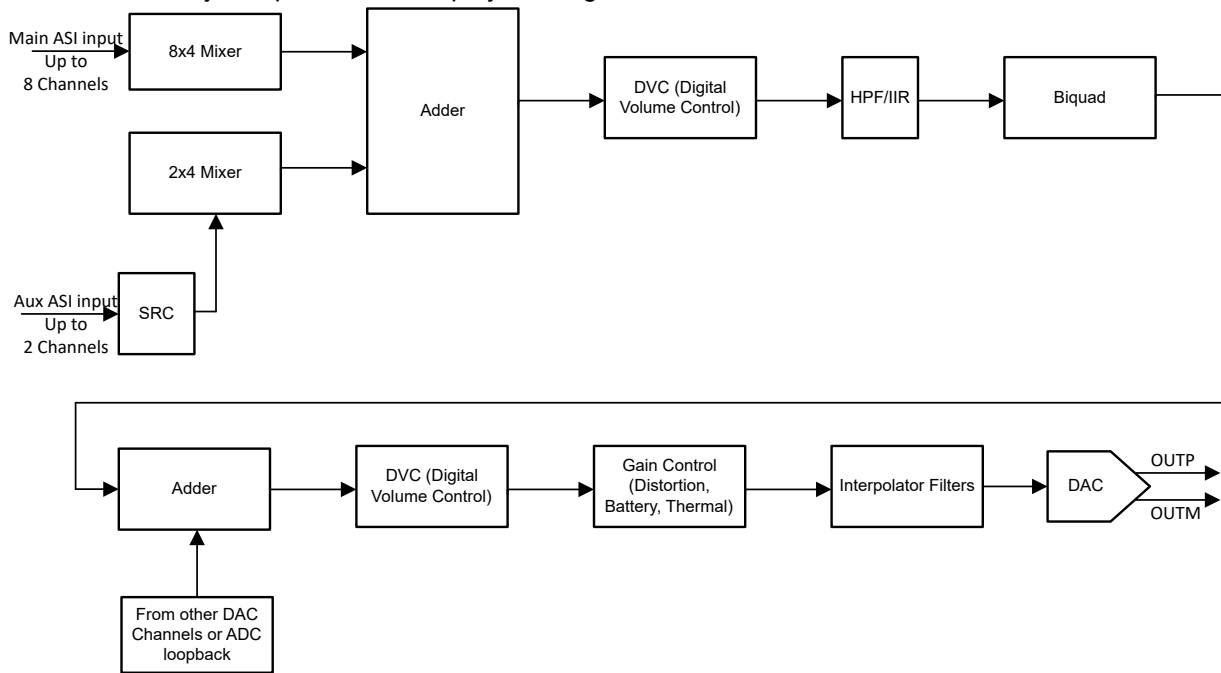 Main ASI input
Up to
8 Channels
8x4 Mixer
2x4 Mixer
Aux ASI input
Up to
2 Channels
SRC
Adder
DVC (Digital
Volume Control)
HPF/IIR
Biquad
Adder
From other DAC
Channels or ADC
loopback
DVC (Digital
Volume Control)
Gain Control
(Distortion,
Battery, Thermal)
Interpolator Filters
DAC
OUTP
OUTM